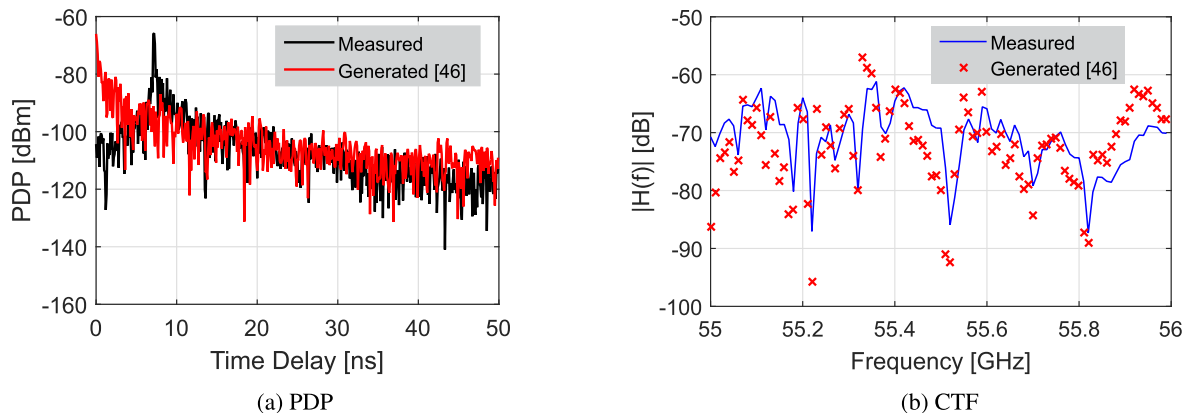 -60
-80
-100
-120
-140
-160
PDP [dBm]
Measured
Generated [46]
0
10
20
30
40
50
Time Delay [ns]
(a) PDP
-50
-60
-70
-80
-90
-100
|H(f)| [dB]
Measured
Generated [46]
55
55.2
55.4
55.6
55.8
56
Frequency [GHz]
(b) CTF